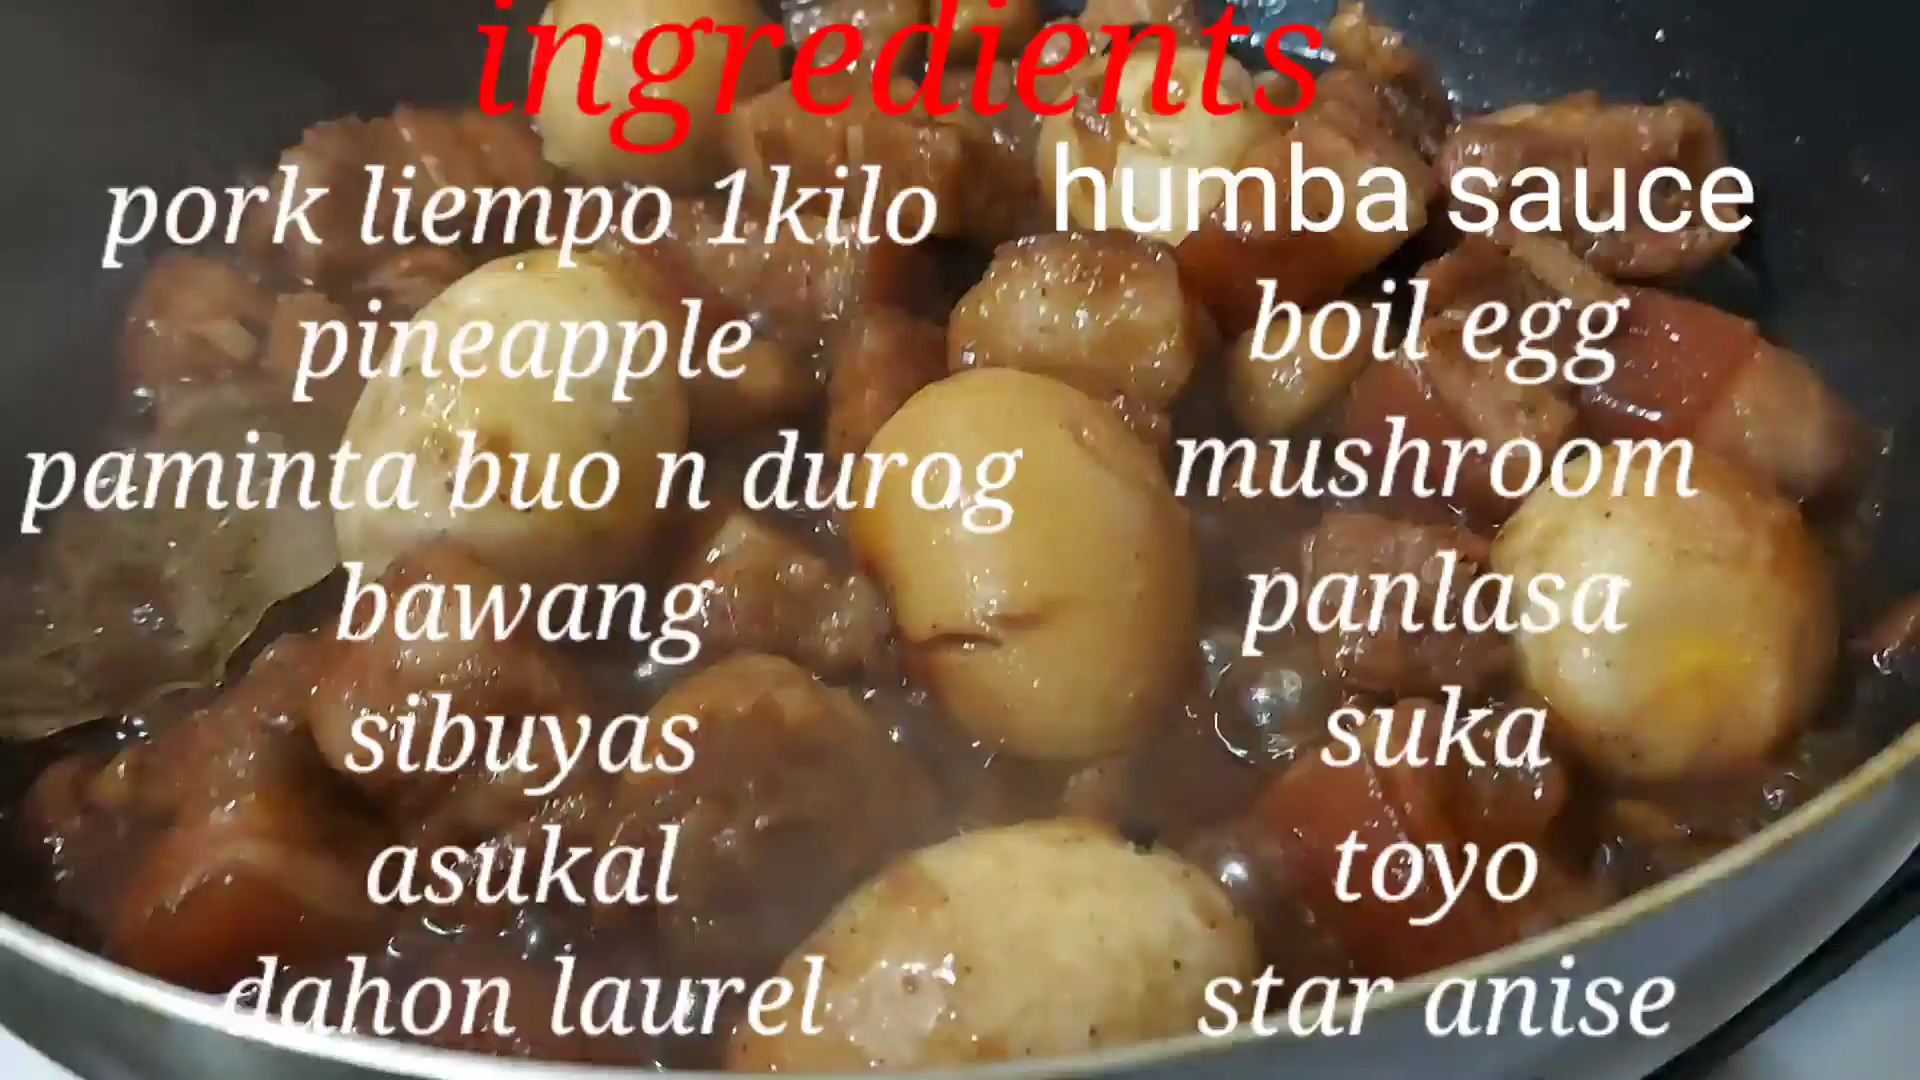 ingredients
pork liempo 1kilo
pineapple
paminta buo n durog
bawang
sibuyas
asukal
dahon laurel
humba sauce
boil egg
mushroom
panlasa
suka
toyo
star anise